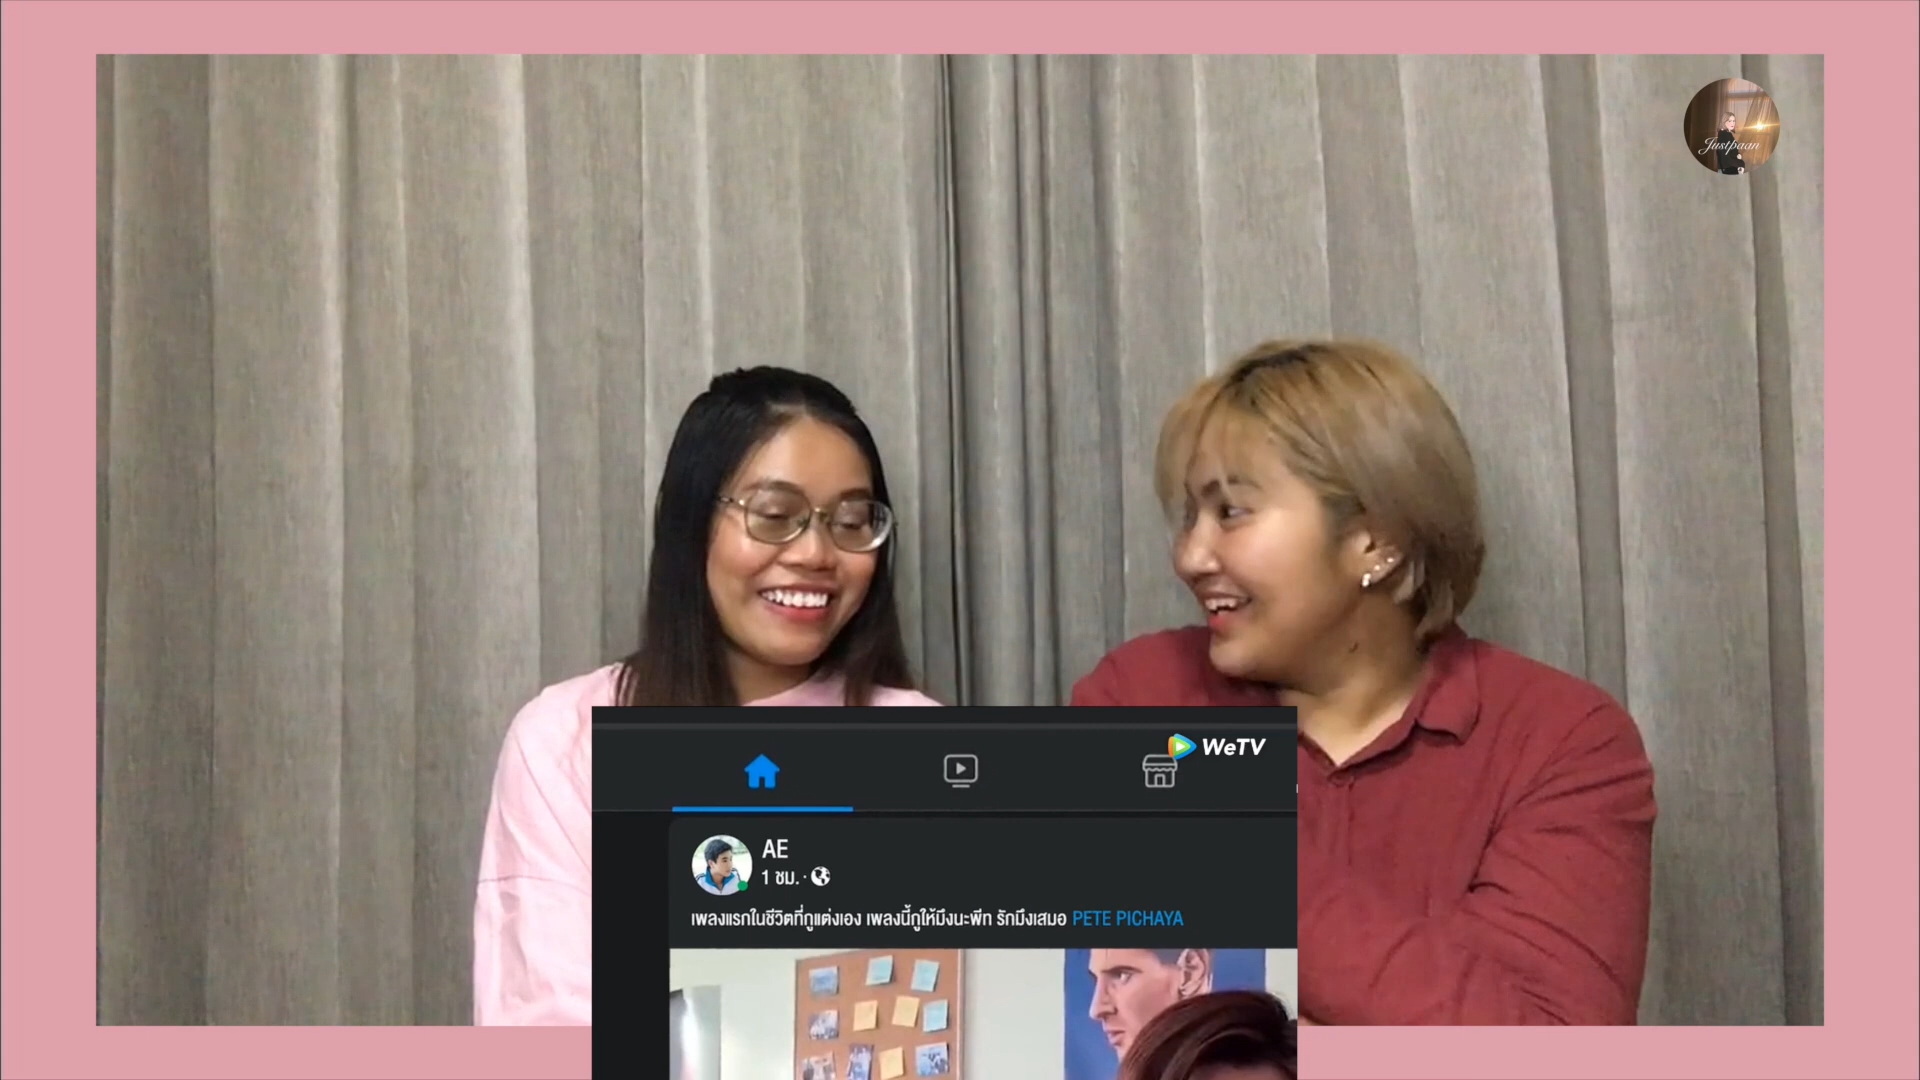 Justpaan
WeTV
AE
1 ชม. ·
เพลงแรกในชีวิตที่กูแต่งเอง เพลงนี้กูให้มึงนะพีท รักมึงเสมอ PETE PICHAYA